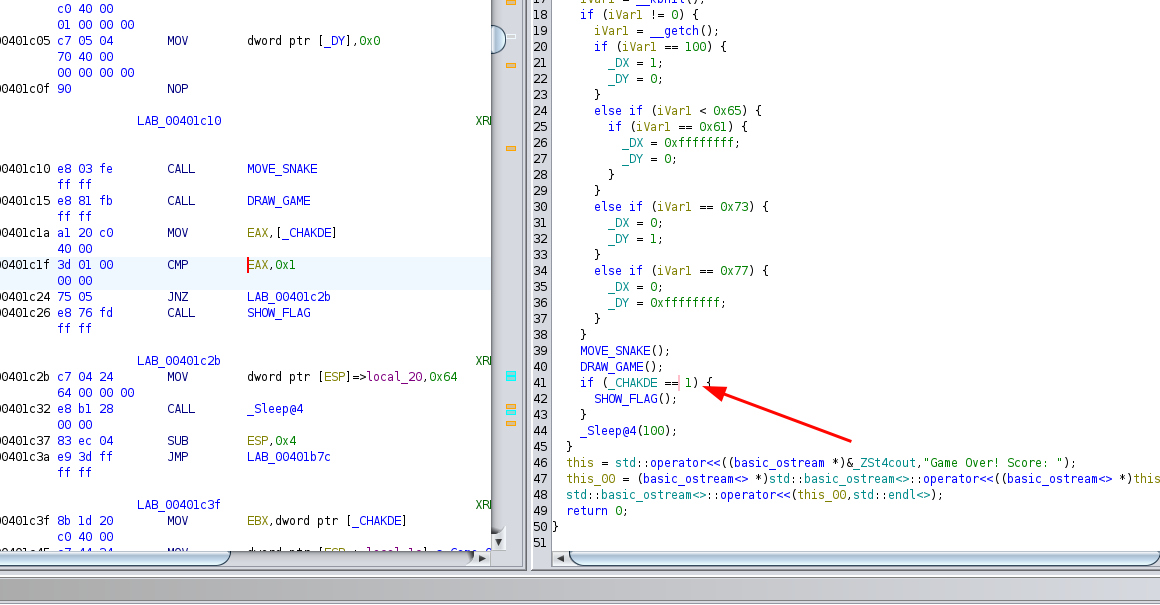 c0 40 00
01 00 00 00
00401c05 c7 05 04 MOV dword ptr [_DY],0x0
70 40 00
00 00 00 00
00401c0f 90 NOP
LAB_00401c10 XRE
00401c10 e8 03 fe CALL MOVE_SNAKE
ff ff
00401c15 e8 81 fb CALL DRAW_GAME
ff ff
00401c1a a1 20 c0 MOV EAX,[_CHAKDE]
40 00
00401c1f 3d 01 00 CMP EAX,0x1
00 00
00401c24 75 05 JNZ LAB_00401c2b
00401c26 e8 76 fd CALL SHOW_FLAG
ff ff
LAB_00401c2b XRE
00401c2b c7 04 24 MOV dword ptr [ESP]=>local_20,0x64
64 00 00 00
00401c32 e8 b1 28 CALL _Sleep@4
00 00
00401c37 83 ec 04 SUB ESP,0x4
00401c3a e9 3d ff JMP LAB_00401b7c
ff ff
LAB_00401c3f XRE
00401c3f 8b 1d 20 MOV EBX,dword ptr [_CHAKDE]
c0 40 00
17 iVar1 = __kbhit();
18 if (iVar1 != 0) {
19 iVar1 = __getch();
20 if (iVar1 == 100) {
21 _DX = 1;
22 _DY = 0;
23 }
24 else if (iVar1 < 0x65) {
25 if (iVar1 == 0x61) {
26 _DX = 0xffffffff;
27 _DY = 0;
28 }
29 }
30 else if (iVar1 == 0x73) {
31 _DX = 0;
32 _DY = 1;
33 }
34 else if (iVar1 == 0x77) {
35 _DX = 0;
36 _DY = 0xffffffff;
37 }
38 }
39 MOVE_SNAKE();
40 DRAW_GAME();
41 if (_CHAKDE == 1) {
42 SHOW_FLAG();
43 }
44 _Sleep@4(100);
45 }
46 this = std::operator<<((basic_ostream *)&_ZSt4cout,"Game Over! Score: ");
47 this_00 = (basic_ostream<> *)std::basic_ostream<>::operator<<((basic_ostream<> *)this
48 std::basic_ostream<>::operator<<(this_00,std::endl<>);
49 return 0;
50 }
51